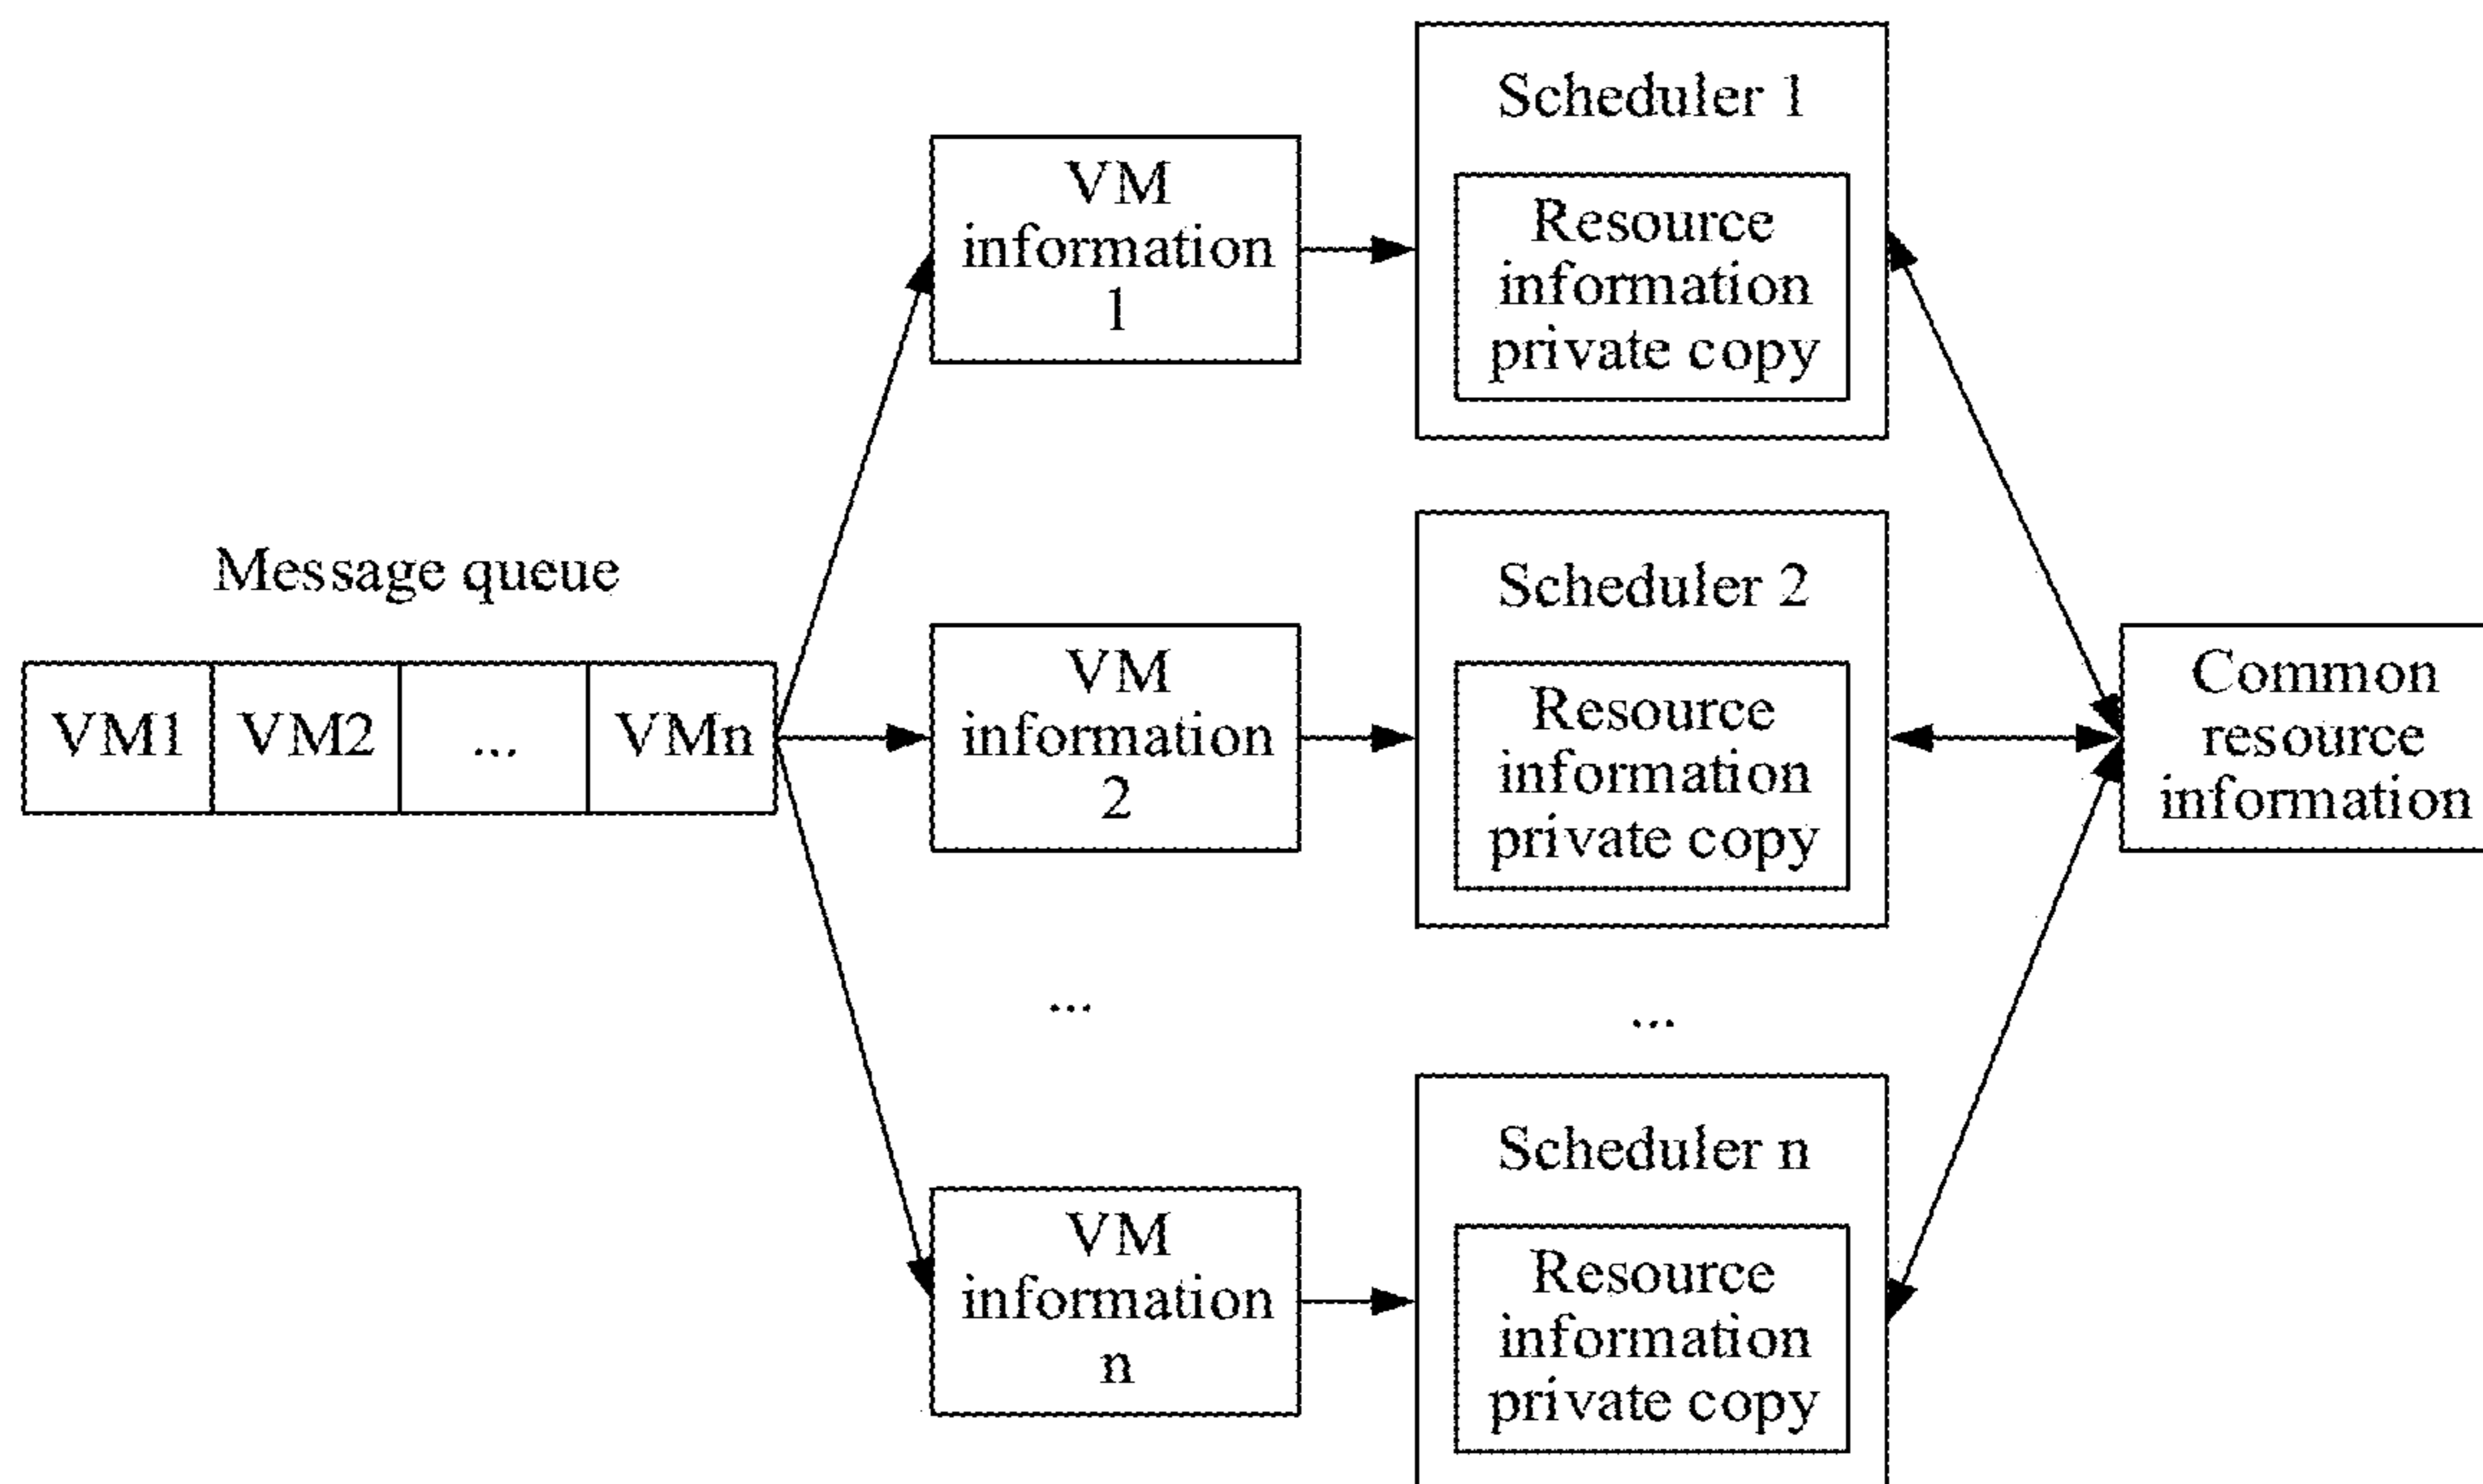 Scheduler 1
VM
information
1
Resource
information
private copy
Message queue
VM1 VM2 ... VMn
VM
information
2
Scheduler 2
Resource
information
private copy
Common
resource
information
...
...
VM
information
n
Scheduler n
Resource
information
private copy